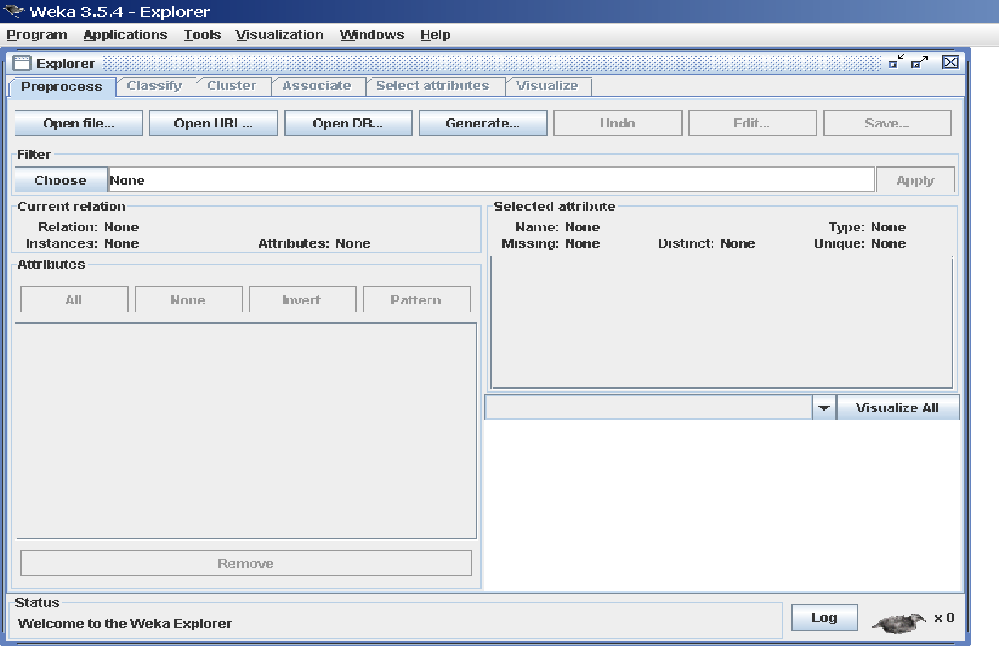 Weka 3.5.4 - Explorer
Program Applications Tools Visualization Windows Help
Explorer
Preprocess Classify Cluster Associate Select attributes Visualize
Open file... Open URL... Open DB... Generate... Undo Edit... Save...
Filter
Choose None Apply
Current relation
Relation: None
Instances: None Attributes: None
Selected attribute
Name: None Type: None
Missing: None Distinct: None Unique: None
Attributes
All None Invert Pattern
Visualize All
Remove
Status
Welcome to the Weka Explorer
Log x 0